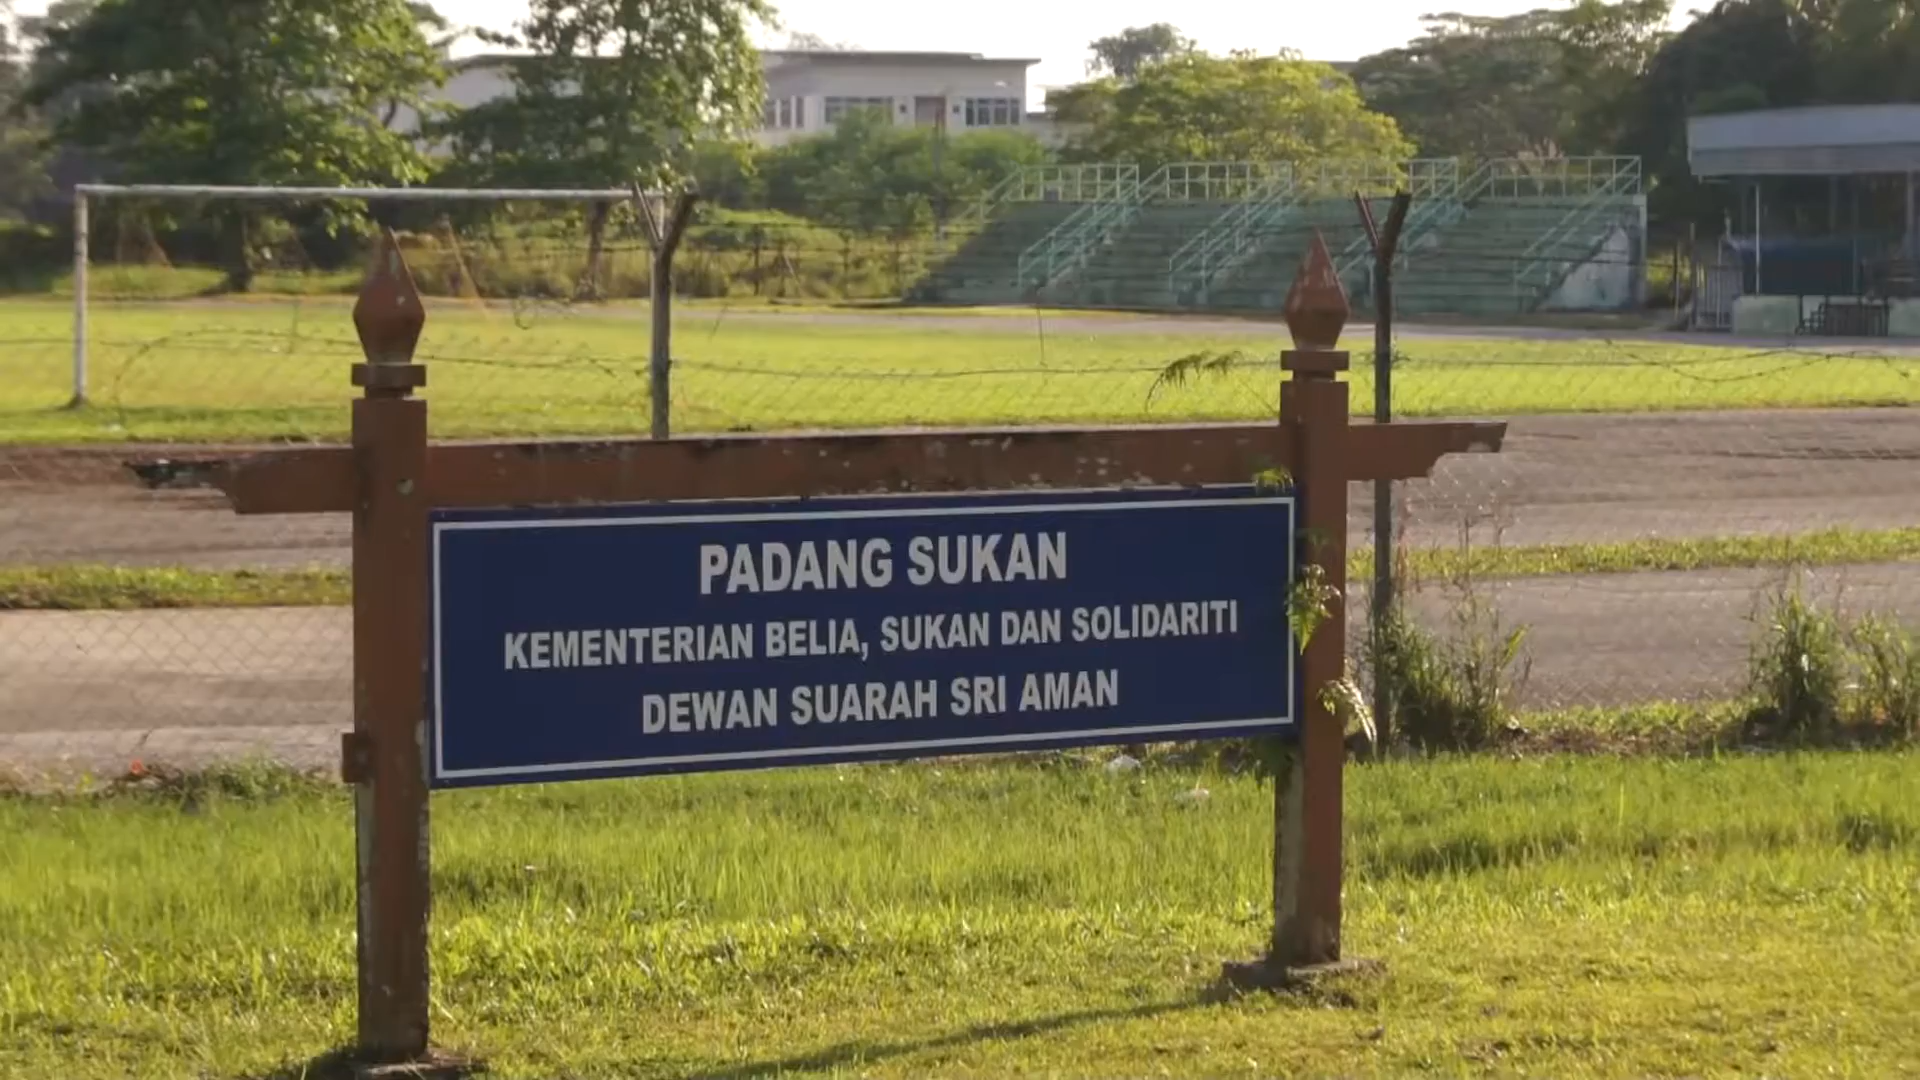 PADANG SUKAN
KEMENTERIAN BELIA, SUKAN DAN SOLIDARITI
DEWAN SUARAH SRI AMAN